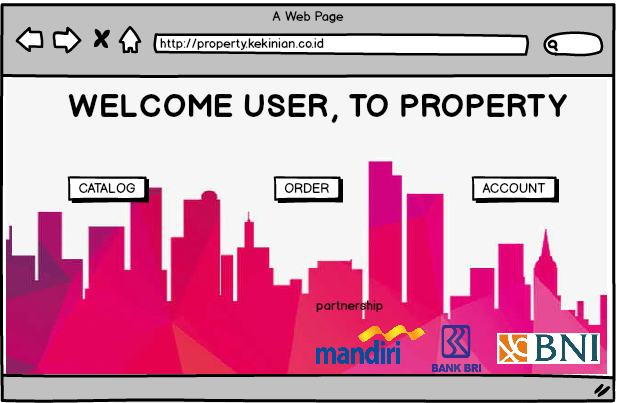 A Web Page
http://property.kekinian.co.id
WELCOME USER, TO PROPERTY
CATALOG
ORDER
ACCOUNT
partnership
mandiri
BANK BRI
BNI